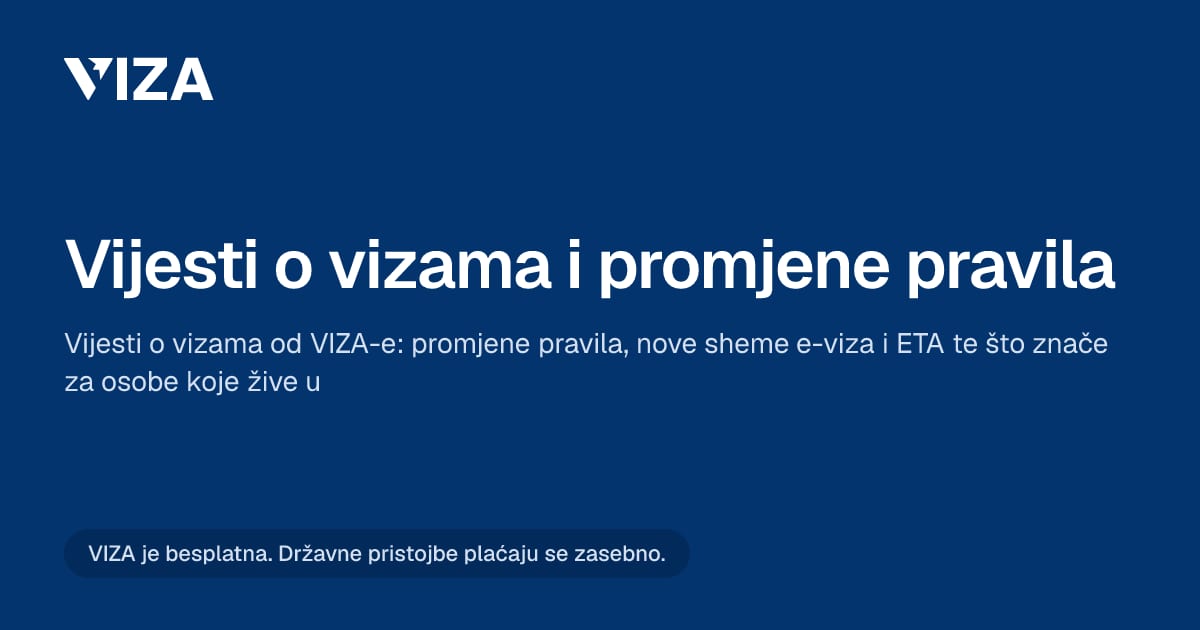 VIZA
Vijesti o vizama i promjene pravila
Vijesti o vizama od VIZA-e: promjene pravila, nove sheme e-viza i ETA te što znače
za osobe koje žive u
VIZA je besplatna. Državne pristojbe plaćaju se zasebno.